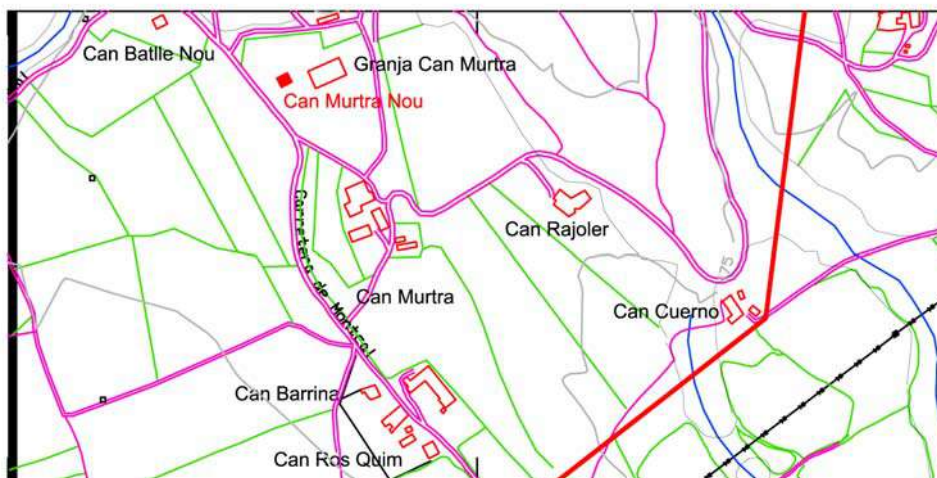 Can Batlle Nou
Granja Can Murtra
Can Murtra Nou
Can Rajoler
Carretera de Montral
75
Can Murtra
Can Cuerno
Can Barrina
Can Ros Quim